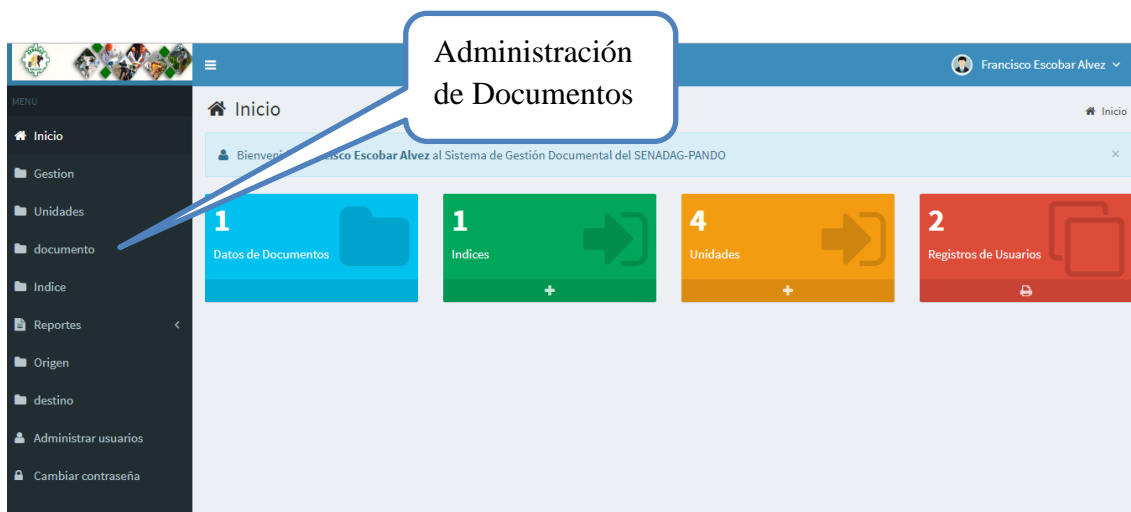 Administración
de Documentos
Francisco Escobar Alvez
MENU
Inicio
Gestion
Unidades
documento
Indice
Reportes
Origen
destino
Administrar usuarios
Cambiar contraseña
Inicio
Inicio
Francisco Escobar Alvez al Sistema de Gestión Documental del SENADAG-PANDO
1
Datos de Documentos
1
Indices
4
Unidades
2
Registros de Usuarios